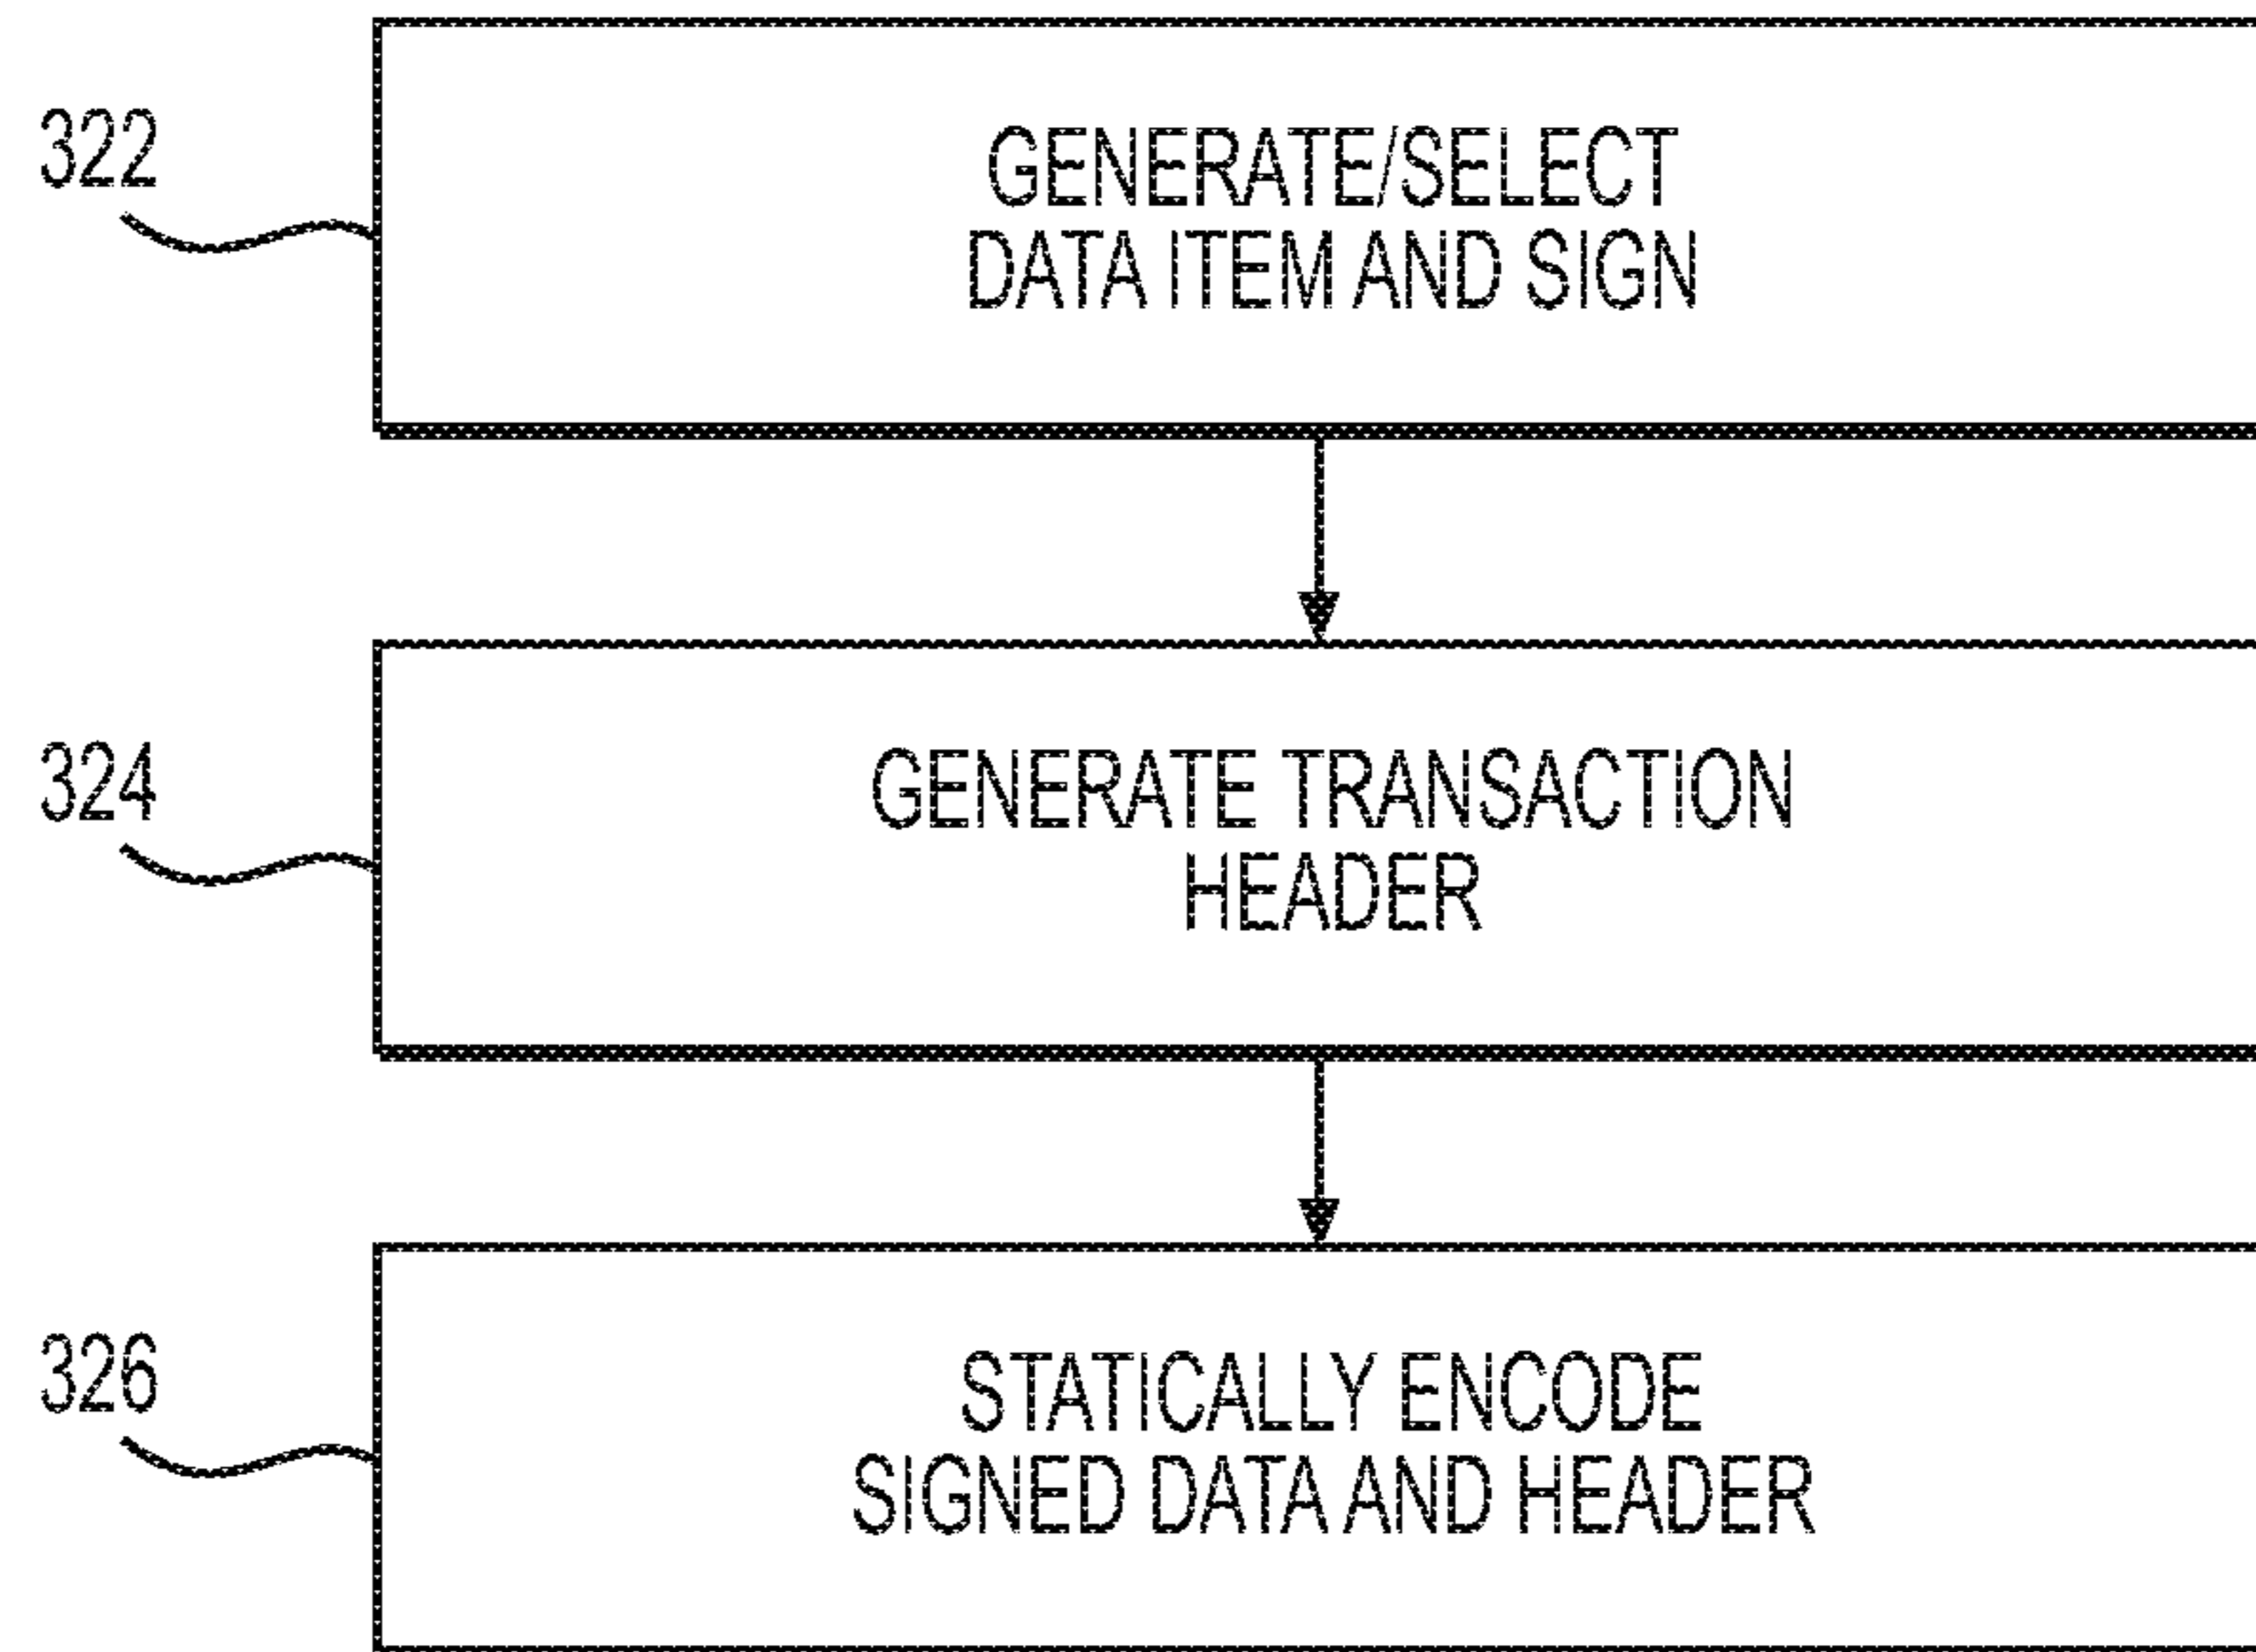 322
GENERATE/SELECT
DATA ITEM AND SIGN
324
GENERATE TRANSACTION
HEADER
326
STATICALLY ENCODE
SIGNED DATA AND HEADER